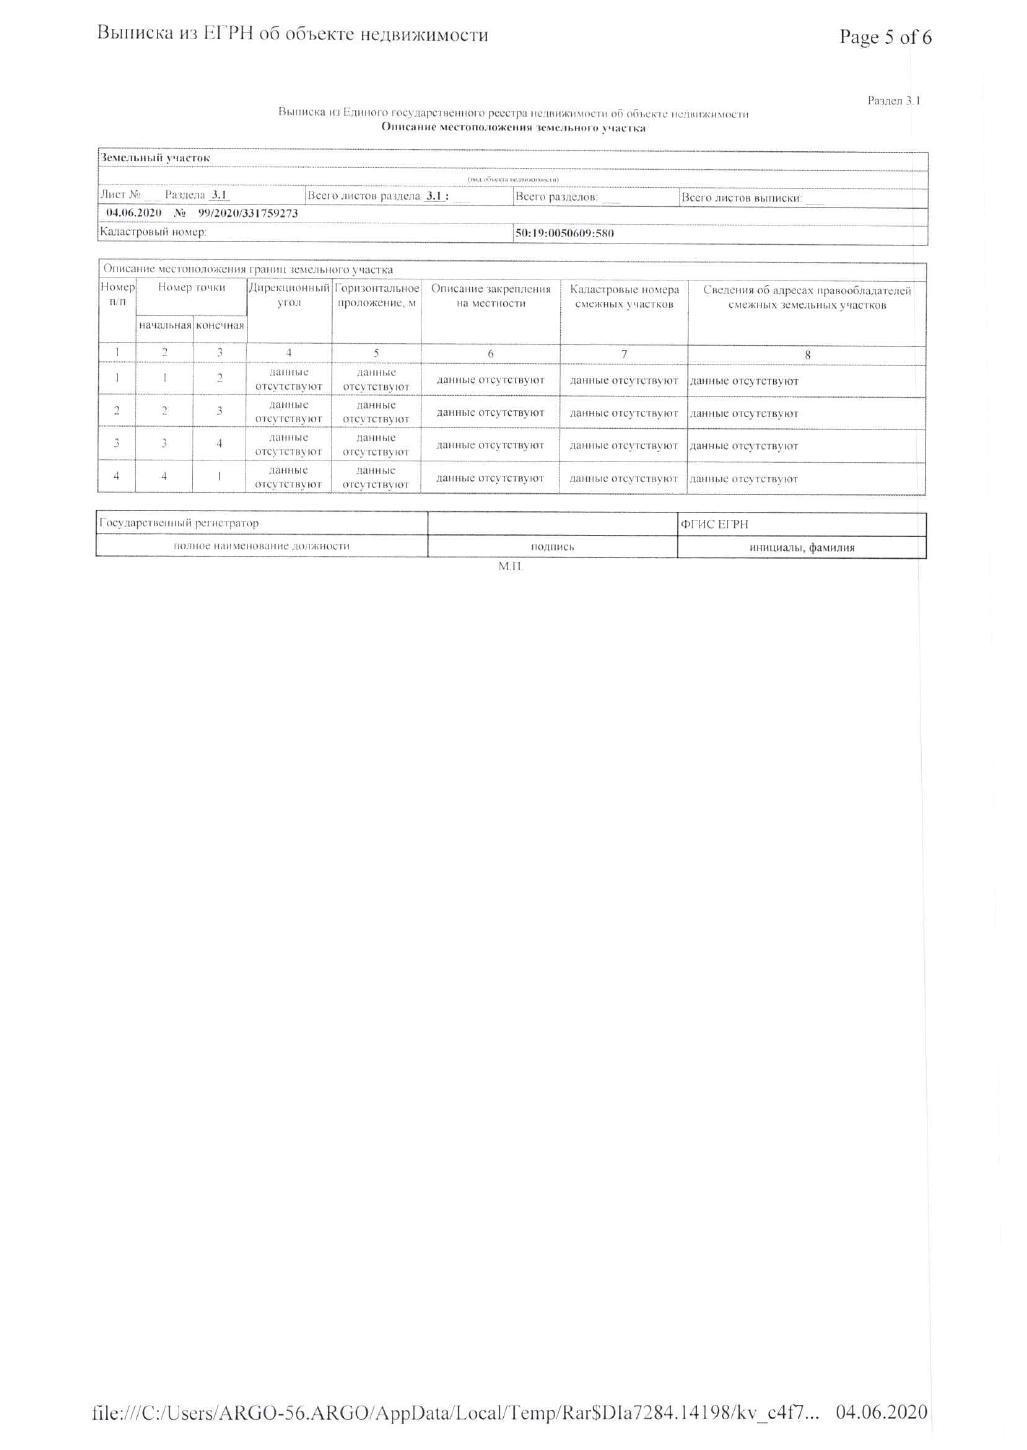 Выписка из ЕГРН об объекте недвижимости Page 5 of 6
Раздел 3.1
Выписка из Единого государственного реестра недвижимости об объекте недвижимости
Описание местоположения земельного участка
Земельный участок
(вид объекта недвижимости)
Лист № ___ Раздела 3.1 Всего листов раздела 3.1 : ___ Всего разделов: ___ Всего листов выписки: ___
04.06.2020 № 99/2020/331759273
Кадастровый номер: 50:19:0050609:580
Описание местоположения границ земельного участка
Номер Номер точки Дирекционный Горизонтальное Описание закрепления Кадастровые номера Сведения об адресах правообладателей
п/п угол проложение, м на местности смежных участков смежных земельных участков
начальная конечная
1 2 3 4 5 6 7 8
данные данные
1 1 2 отсутствуют отсутствуют данные отсутствуют данные отсутствуют данные отсутствуют
данные данные
2 2 3 отсутствуют отсутствуют данные отсутствуют данные отсутствуют данные отсутствуют
данные данные
3 3 4 отсутствуют отсутствуют данные отсутствуют данные отсутствуют данные отсутствуют
данные данные
4 4 1 отсутствуют отсутствуют данные отсутствуют данные отсутствуют данные отсутствуют
Государственный регистратор ФГИС ЕГРН
полное наименование должности подпись инициалы, фамилия
М.П.
file:///C:/Users/ARGO-56.ARGO/AppData/Local/Temp/Rar$DIa7284.14198/kv_c4f7... 04.06.2020